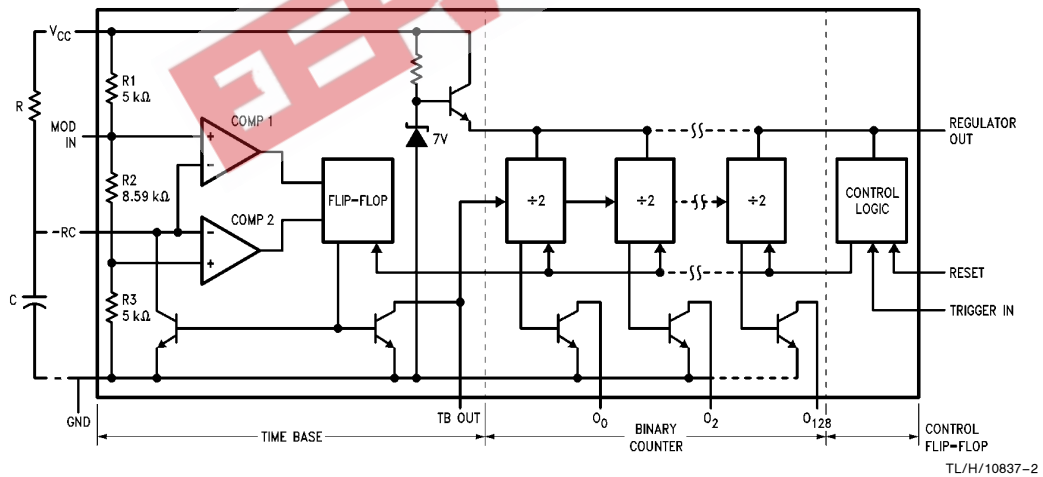 VCC
R1
5 kΩ
R
MOD
IN
COMP 1
7V
REGULATOR
OUT
R2
8.59 kΩ
FLIP-FLOP
÷2
÷2
÷2
CONTROL
LOGIC
COMP 2
-RC
RESET
C
R3
5 kΩ
TRIGGER IN
GND
TB OUT
O0
O2
O128
TIME BASE
BINARY
COUNTER
CONTROL
FLIP-FLOP
TL/H/10837-2